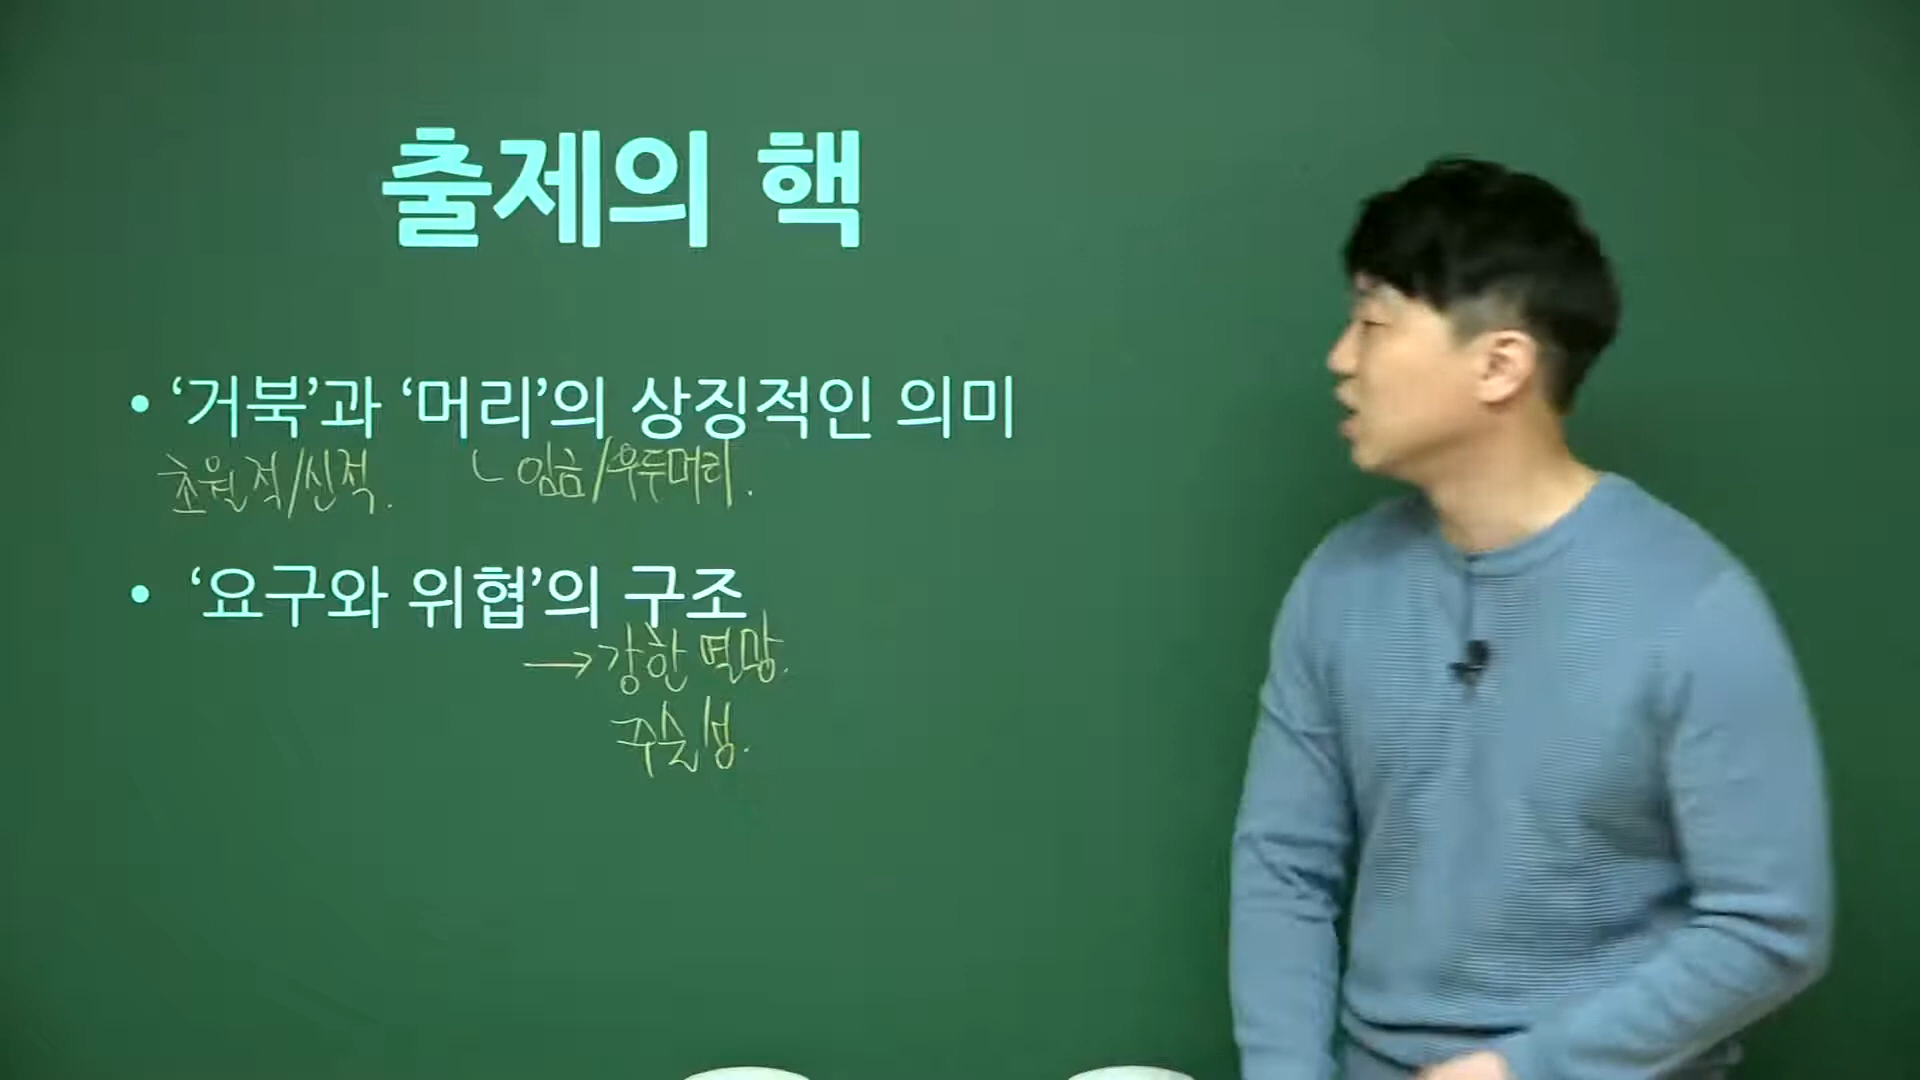 출제의 핵
• ‘거북’과 ‘머리’의 상징적인 의미
초월적/신적. ㄴ임금/우두머리.
• ‘요구와 위협’의 구조
→강한 열망.
주술성.